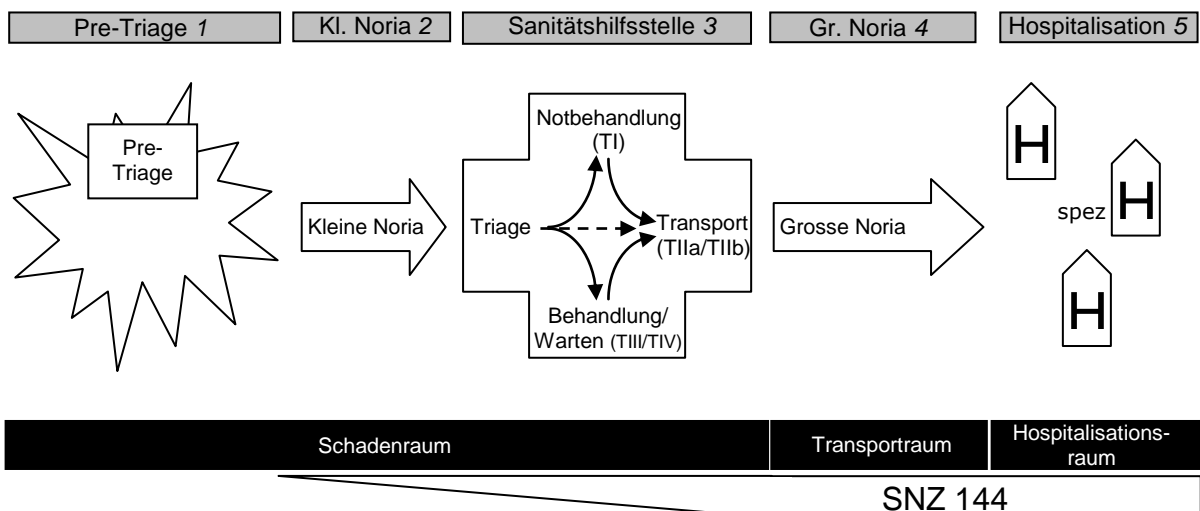 Pre-Triage 1
Kl. Noria 2
Sanitätshilfsstelle 3
Gr. Noria 4
Hospitalisation 5
Pre-
Triage
Kleine Noria
Notbehandlung
(TI)
Triage
Transport
(TIIa/TIIb)
Behandlung/
Warten (TIII/TIV)
Grosse Noria
H
spez H
H
Schadenraum
Transportraum
Hospitalisations-
raum
SNZ 144